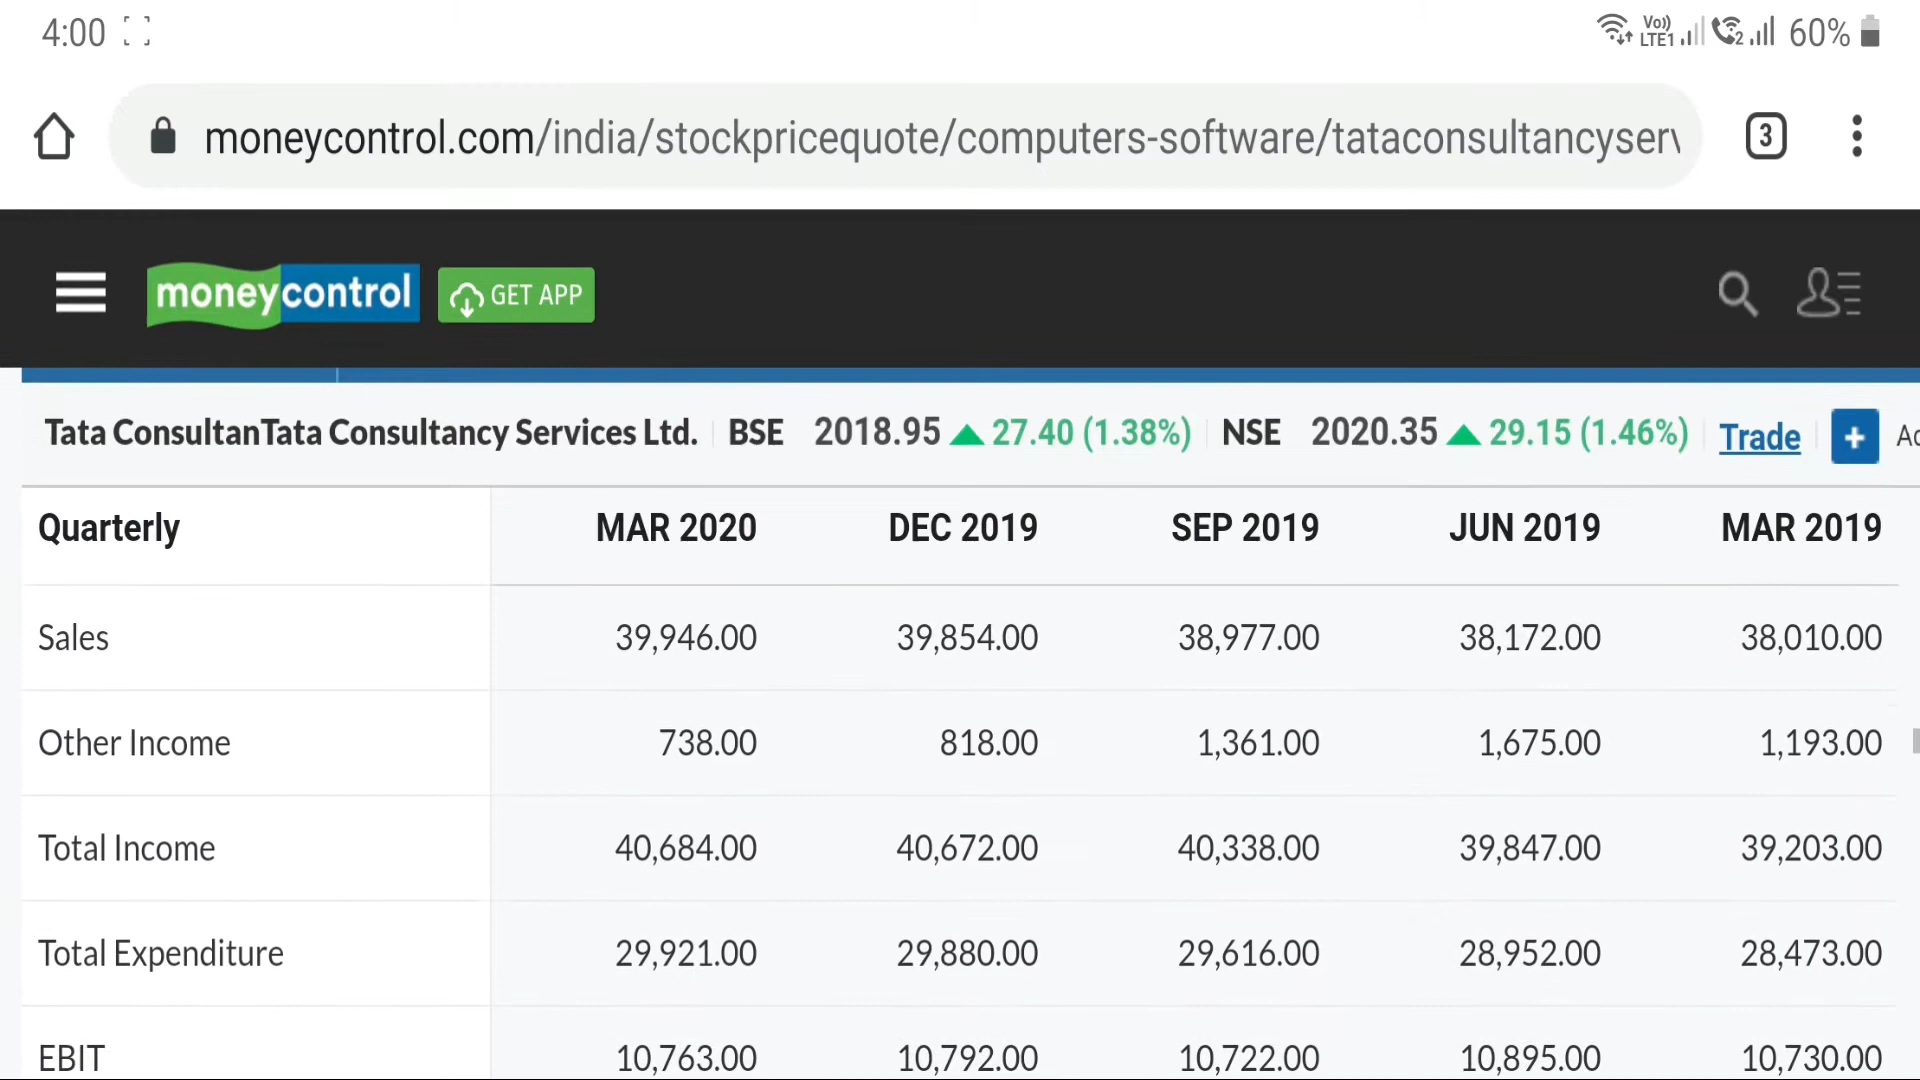 4:00 Vo)) LTE1 2 60%
moneycontrol.com/india/stockpricequote/computers-software/tataconsultancyserv 3
moneycontrol GET APP
Tata ConsultanTata Consultancy Services Ltd. BSE 2018.95 27.40 (1.38%) NSE 2020.35 29.15 (1.46%) Trade + Ad
Quarterly MAR 2020 DEC 2019 SEP 2019 JUN 2019 MAR 2019
Sales 39,946.00 39,854.00 38,977.00 38,172.00 38,010.00
Other Income 738.00 818.00 1,361.00 1,675.00 1,193.00
Total Income 40,684.00 40,672.00 40,338.00 39,847.00 39,203.00
Total Expenditure 29,921.00 29,880.00 29,616.00 28,952.00 28,473.00
EBIT 10,763.00 10,792.00 10,722.00 10,895.00 10,730.00